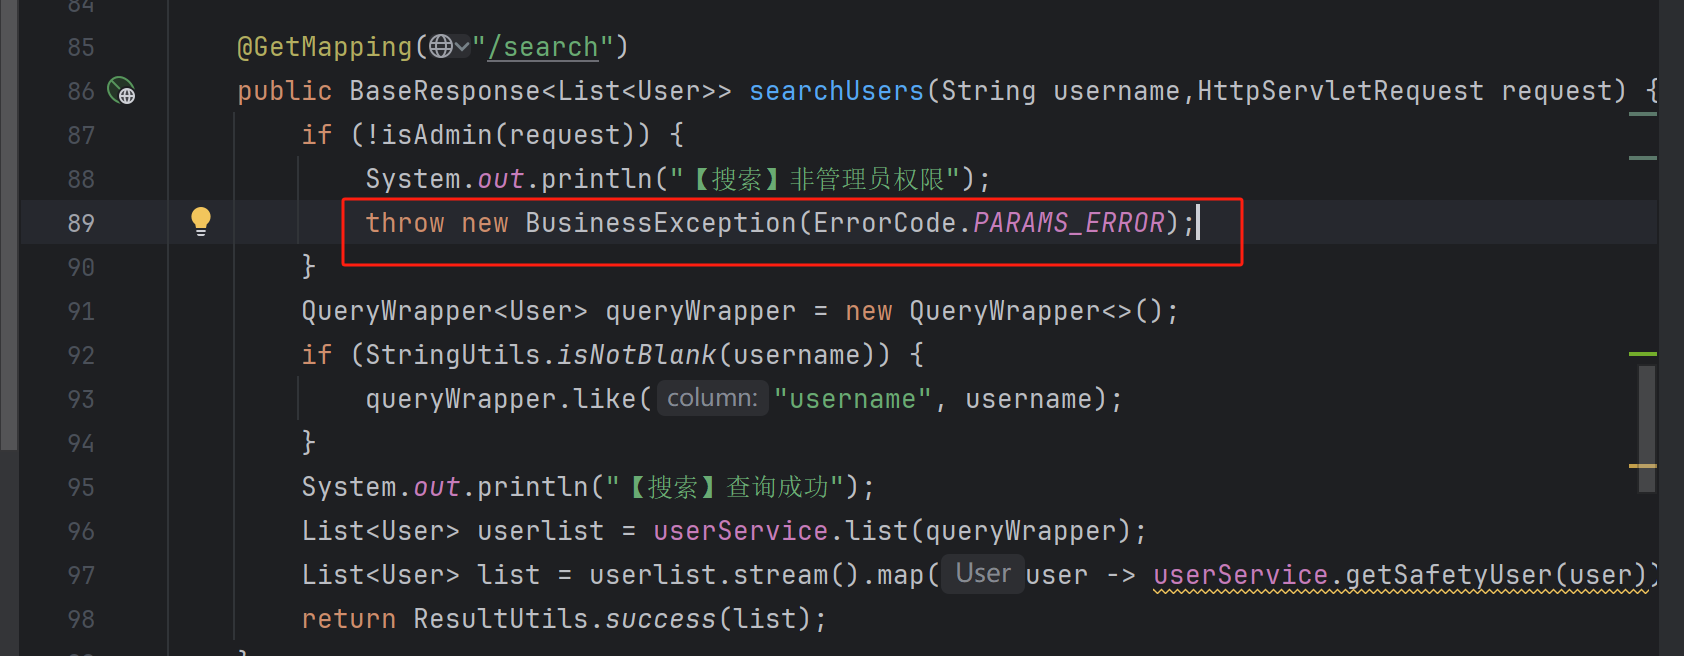 84
85 @GetMapping("/search")
86 public BaseResponse<List<User>> searchUsers(String username,HttpServletRequest request) {
87 if (!isAdmin(request)) {
88 System.out.println("【搜索】非管理员权限");
89 throw new BusinessException(ErrorCode.PARAMS_ERROR);
90 }
91 QueryWrapper<User> queryWrapper = new QueryWrapper<>();
92 if (StringUtils.isNotBlank(username)) {
93 queryWrapper.like( column: "username", username);
94 }
95 System.out.println("【搜索】查询成功");
96 List<User> userlist = userService.list(queryWrapper);
97 List<User> list = userlist.stream().map( User user -> userService.getSafetyUser(user))
98 return ResultUtils.success(list);